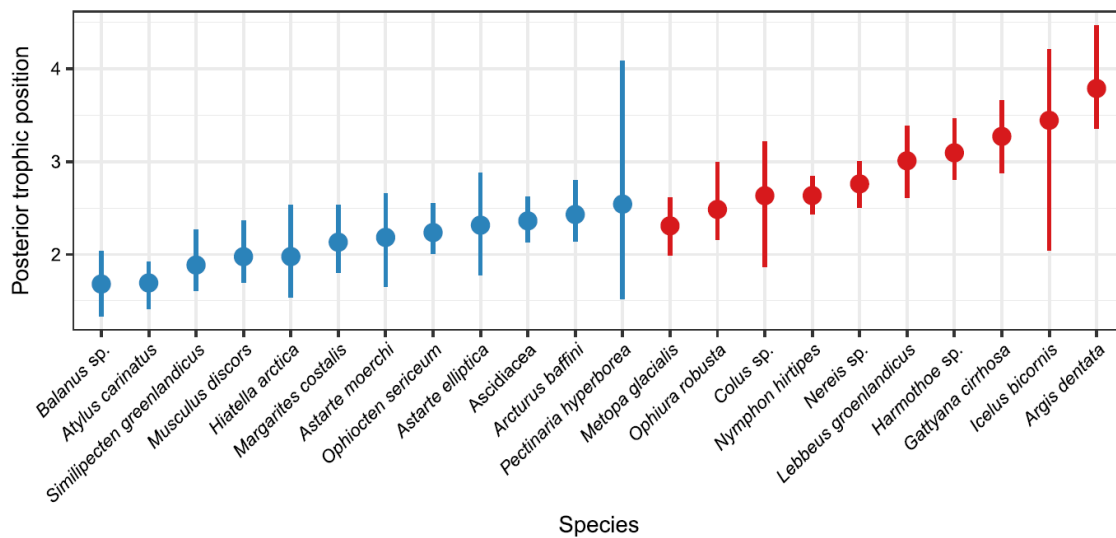 Posterior trophic position
4
3
2
Balanus sp.
Atylus carinatus
Similipecten greenlandicus
Musculus discors
Hiatella arctica
Margarites costalis
Astarte moerchi
Ophiocten sericeum
Astarte elliptica
Ascidiacea
Arcturus baffini
Pectinaria hyperborea
Metopa glacialis
Ophiura robusta
Colus sp.
Nymphon hirtipes
Nereis sp.
Lebbeus groenlandicus
Harmothoe sp.
Gattyana cirrhosa
Icelus bicornis
Argis dentata
Species